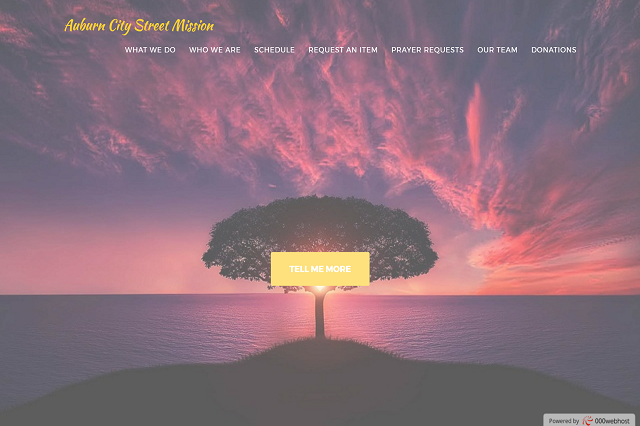 Auburn City Street Mission
WHAT WE DO WHO WE ARE SCHEDULE REQUEST AN ITEM PRAYER REQUESTS OUR TEAM DONATIONS
TELL ME MORE
Powered by 000webhost